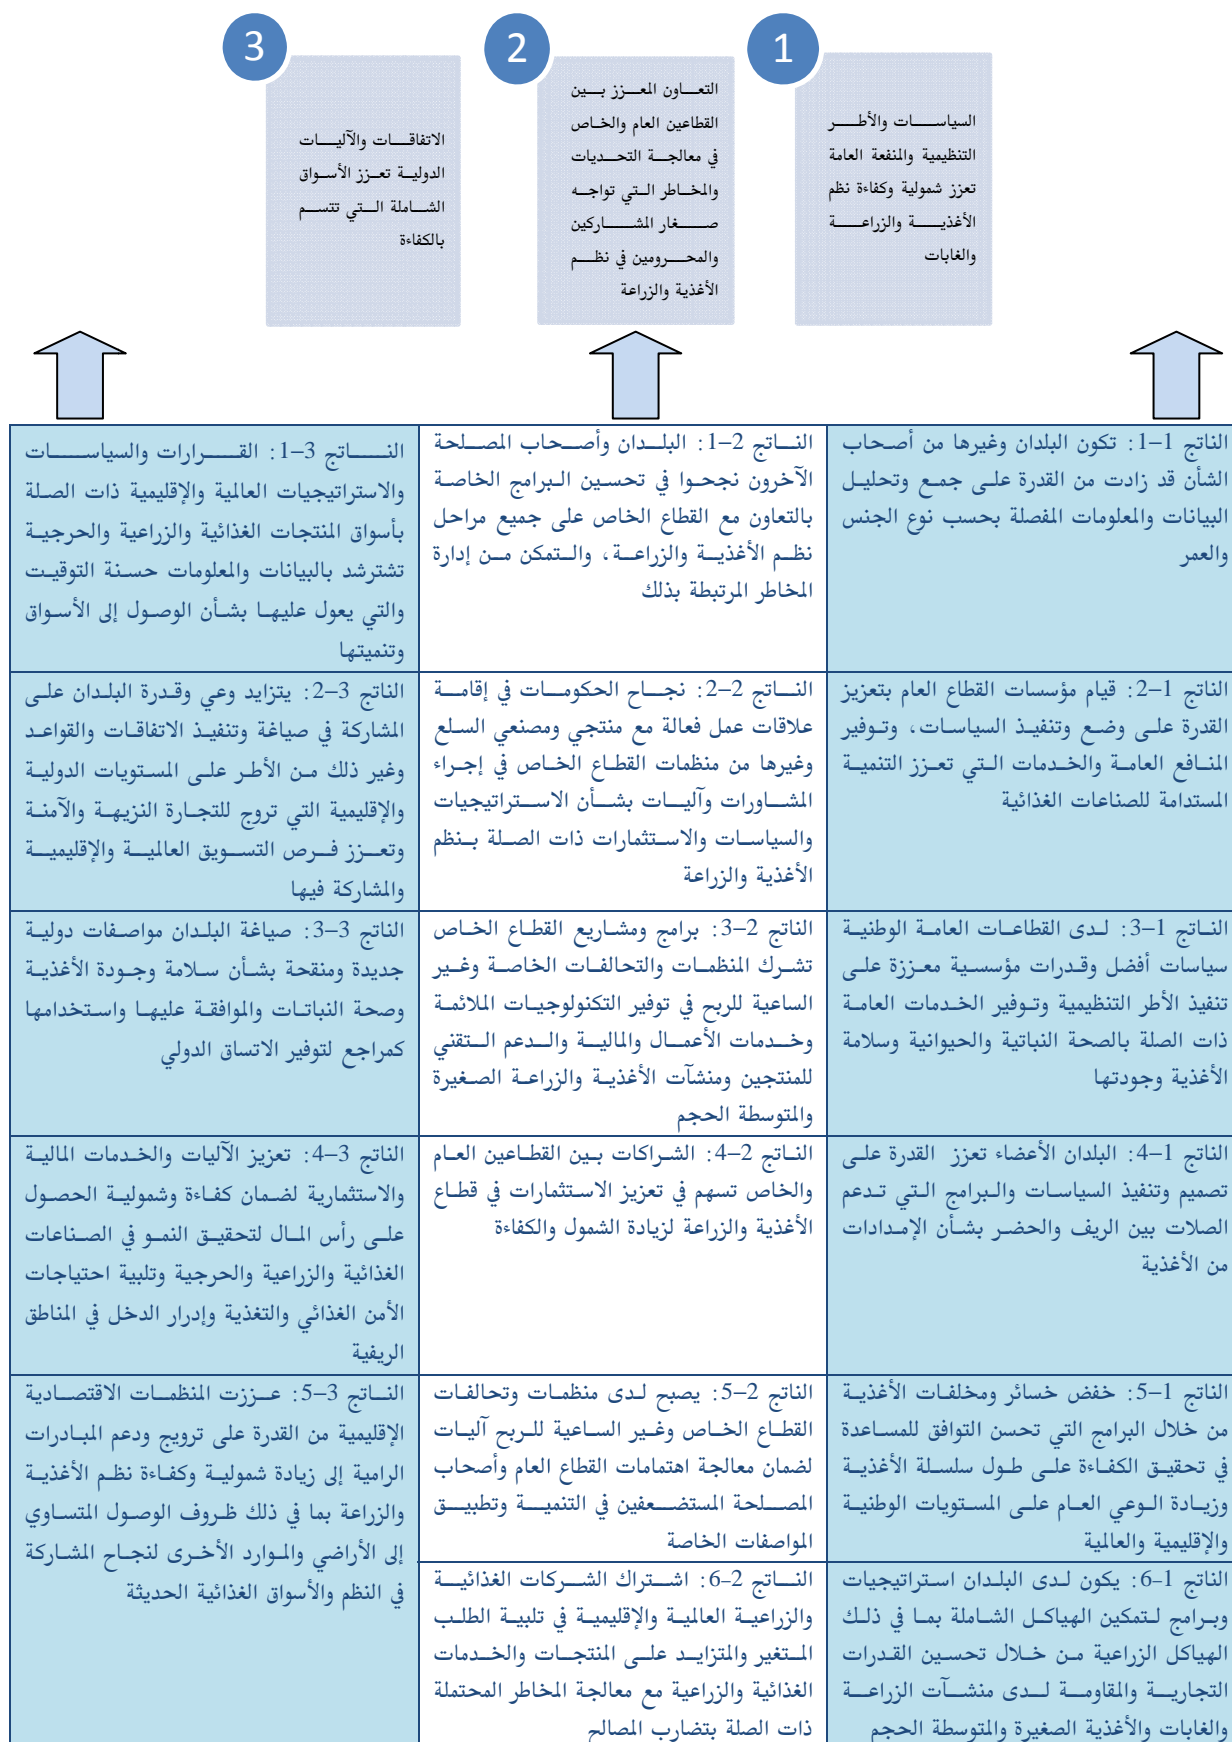 1
السياسات والأطر
التنظيمية والمنفعة العامة
تعزز شمولية وكفاءة نظم
الأغذية والزراعة
والغابات
2
التعاون المعزز بين
القطاعين العام والخاص
في معالجة التحديات
والمخاطر التي تواجه
صغار المشاركين
والمحرومين في نظم
الأغذية والزراعة
3
الاتفاقات والآليات
الدولية تعزز الأسواق
الشاملة التي تتسم
بالكفاءة
الناتج 1–1: تكون البلدان وغيرها من أصحاب
الشأن قد زادت من القدرة على جمع وتحليل
البيانات والمعلومات المفصلة بحسب نوع الجنس
والعمر
الناتج 2–1: البلدان وأصحاب المصلحة
الآخرون نجحوا في تحسين البرامج الخاصة
بالتعاون مع القطاع الخاص على جميع مراحل
نظم الأغذية والزراعة، والتمكن من إدارة
المخاطر المرتبطة بذلك
الناتج 3–1: القرارات والسياسات
والاستراتيجيات العالمية والإقليمية ذات الصلة
بأسواق المنتجات الغذائية والزراعية والحرجية
تشترشد بالبيانات والمعلومات حسنة التوقيت
والتي يعول عليها بشأن الوصول إلى الأسواق
وتنميتها
الناتج 1–2: قيام مؤسسات القطاع العام بتعزيز
القدرة على وضع وتنفيذ السياسات، وتوفير
المنافع العامة والخدمات التي تعزز التنمية
المستدامة للصناعات الغذائية
الناتج 2–2: نجاح الحكومات في إقامة
علاقات عمل فعالة مع منتجي ومصنعي السلع
وغيرها من منظمات القطاع الخاص في إجراء
المشاورات وآليات بشأن الاستراتيجيات
والسياسات والاستثمارات ذات الصلة بنظم
الأغذية والزراعة
الناتج 3–2: يتزايد وعي وقدرة البلدان على
المشاركة في صياغة وتنفيذ الاتفاقات والقواعد
وغير ذلك من الأطر على المستويات الدولية
والإقليمية التي تروج للتجارة النزيهة والآمنة
وتعزز فرص التسويق العالمية والإقليمية
والمشاركة فيها
الناتج 1–3: لدى القطاعات العامة الوطنية
سياسات أفضل وقدرات مؤسسية معززة على
تنفيذ الأطر التنظيمية وتوفير الخدمات العامة
ذات الصلة بالصحة النباتية والحيوانية وسلامة
الأغذية وجودتها
الناتج 2–3: برامج ومشاريع القطاع الخاص
تشرك المنظمات والتحالفات الخاصة وغير
الساعية للربح في توفير التكنولوجيات الملائمة
وخدمات الأعمال والمالية والدعم التقني
للمنتجين ومنشآت الأغذية والزراعة الصغيرة
والمتوسطة الحجم
الناتج 3–3: صياغة البلدان مواصفات دولية
جديدة ومنقحة بشأن سلامة وجودة الأغذية
وصحة النباتات والموافقة عليها واستخدامها
كمراجع لتوفير الاتساق الدولي
الناتج 1–4: البلدان الأعضاء تعزز القدرة على
تصميم وتنفيذ السياسات والبرامج التي تدعم
الصلات بين الريف والحضر بشأن الإمدادات
من الأغذية
الناتج 2–4: الشراكات بين القطاعين العام
والخاص تسهم في تعزيز الاستثمارات في قطاع
الأغذية والزراعة لزيادة الشمول والكفاءة
الناتج 3–4: تعزيز الآليات والخدمات المالية
والاستثمارية لضمان كفاءة وشمولية الحصول
على رأس المال لتحقيق النمو في الصناعات
الغذائية والزراعية والحرجية وتلبية احتياجات
الأمن الغذائي والتغذية وإدرار الدخل في المناطق
الريفية
الناتج 1–5: خفض خسائر ومخلفات الأغذية
من خلال البرامج التي تحسن التوافق للمساعدة
في تحقيق الكفاءة على طول سلسلة الأغذية
وزيادة الوعي العام على المستويات الوطنية
والإقليمية والعالمية
الناتج 2–5: يصبح لدى منظمات وتحالفات
القطاع الخاص وغير الساعية للربح آليات
لضمان معالجة اهتمامات القطاع العام وأصحاب
المصلحة المستضعفين في التنمية وتطبيق
المواصفات الخاصة
الناتج 3–5: عززت المنظمات الاقتصادية
الإقليمية من القدرة على ترويج ودعم المبادرات
الرامية إلى زيادة شمولية وكفاءة نظم الأغذية
والزراعة بما في ذلك ظروف الوصول المتساوي
إلى الأراضي والموارد الأخرى لنجاح المشاركة
في النظم والأسواق الغذائية الحديثة
الناتج 1–6: يكون لدى البلدان استراتيجيات
وبرامج لتمكين الهياكل الشاملة بما في ذلك
الهياكل الزراعية من خلال تحسين القدرات
التجارية والمقاومة لدى منشآت الزراعة
والغابات والأغذية الصغيرة والمتوسطة الحجم
الناتج 2–6: اشتراك الشركات الغذائية
والزراعية العالمية والإقليمية في تلبية الطلب
المتغير والمتزايد على المنتجات والخدمات
الغذائية والزراعية مع معالجة المخاطر المحتملة
ذات الصلة بتضارب المصالح